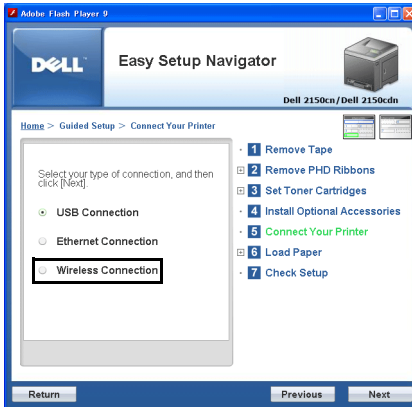 Adobe Flash Player 9
DELL
Easy Setup Navigator
Dell 2150cn/Dell 2150cdn
Home > Guided Setup > Connect Your Printer
Select your type of connection, and then
click [Next].
USB Connection
Ethernet Connection
Wireless Connection
1 Remove Tape
2 Remove PHD Ribbons
3 Set Toner Cartridges
4 Install Optional Accessories
5 Connect Your Printer
6 Load Paper
7 Check Setup
Return
Previous
Next